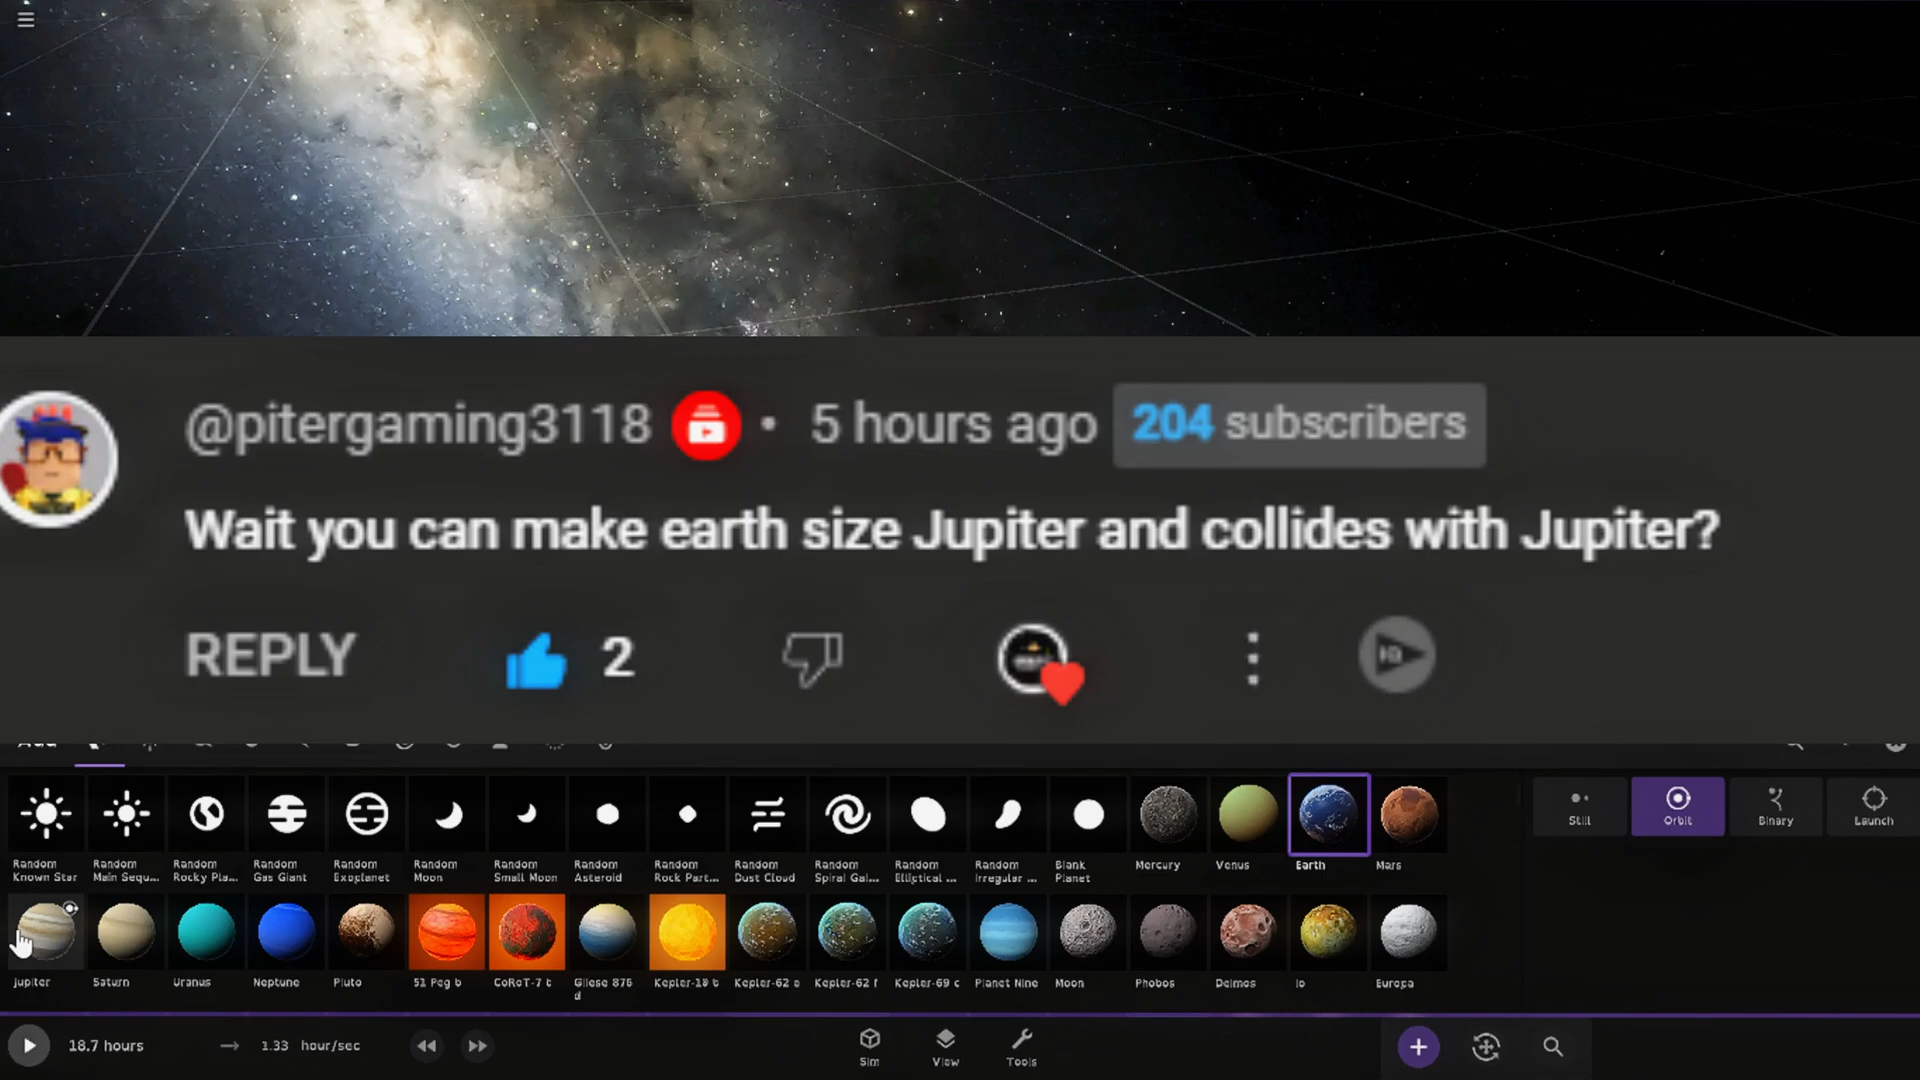 @pitergaming3118 • 5 hours ago 204 subscribers
Wait you can make earth size Jupiter and collides with Jupiter?
REPLY 2
Random Known Star
Random Main Sequ...
Random Rocky Pla...
Random Gas Giant
Random Exoplanet
Random Moon
Random Small Moon
Random Asteroid
Random Rock Part...
Random Dust Cloud
Random Spiral Gal...
Random Elliptical ...
Random Irregular ...
Blank Planet
Mercury
Venus
Earth
Mars
Still
Orbit
Binary
Launch
Jupiter
Saturn
Uranus
Neptune
Pluto
51 Peg b
CoRoT-7 b
Gliese 876 d
Kepler-18 b
Kepler-62 e
Kepler-62 f
Kepler-69 c
Planet Nine
Moon
Phobos
Deimos
Io
Europa
18.7 hours → 1.33 hour/sec
Sim
View
Tools